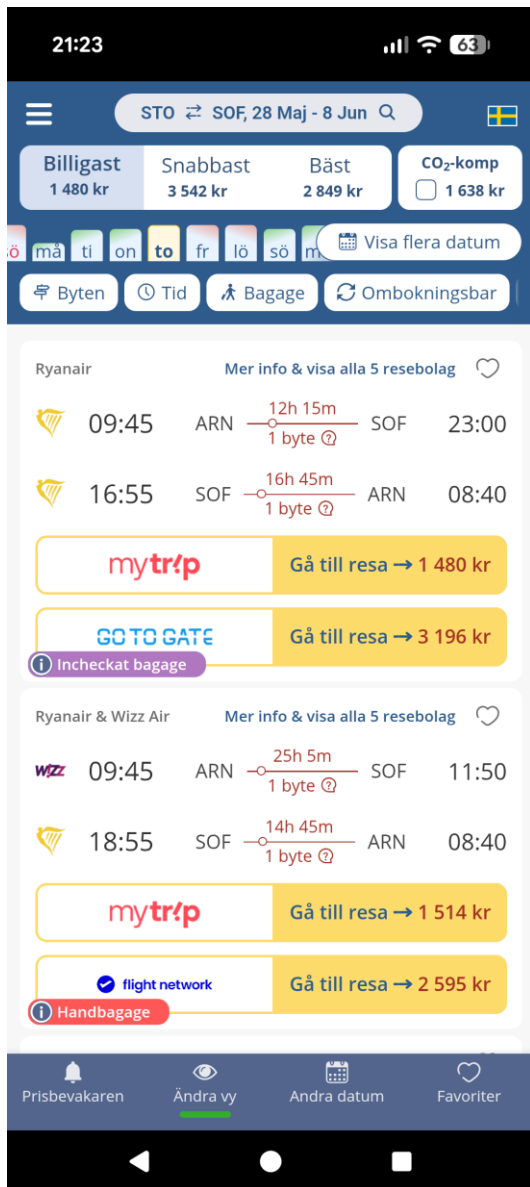 21:23
63
STO ⇄ SOF, 28 Maj - 8 Jun
Billigast
1 480 kr
Snabbast
3 542 kr
Bäst
2 849 kr
CO₂-komp
1 638 kr
sö må ti on to fr lö sö m
Visa flera datum
Byten
Tid
Bagage
Ombokningsbar
Ryanair
Mer info & visa alla 5 resebolag
09:45 ARN 12h 15m SOF 23:00
1 byte ?
16:55 SOF 16h 45m ARN 08:40
1 byte ?
mytrip
Gå till resa → 1 480 kr
GO TO GATE
Gå till resa → 3 196 kr
i Incheckat bagage
Ryanair & Wizz Air
Mer info & visa alla 5 resebolag
WIZZ 09:45 ARN 25h 5m SOF 11:50
1 byte ?
18:55 SOF 14h 45m ARN 08:40
1 byte ?
mytrip
Gå till resa → 1 514 kr
flight network
Gå till resa → 2 595 kr
i Handbagage
Prisbevakaren
Ändra vy
Andra datum
Favoriter